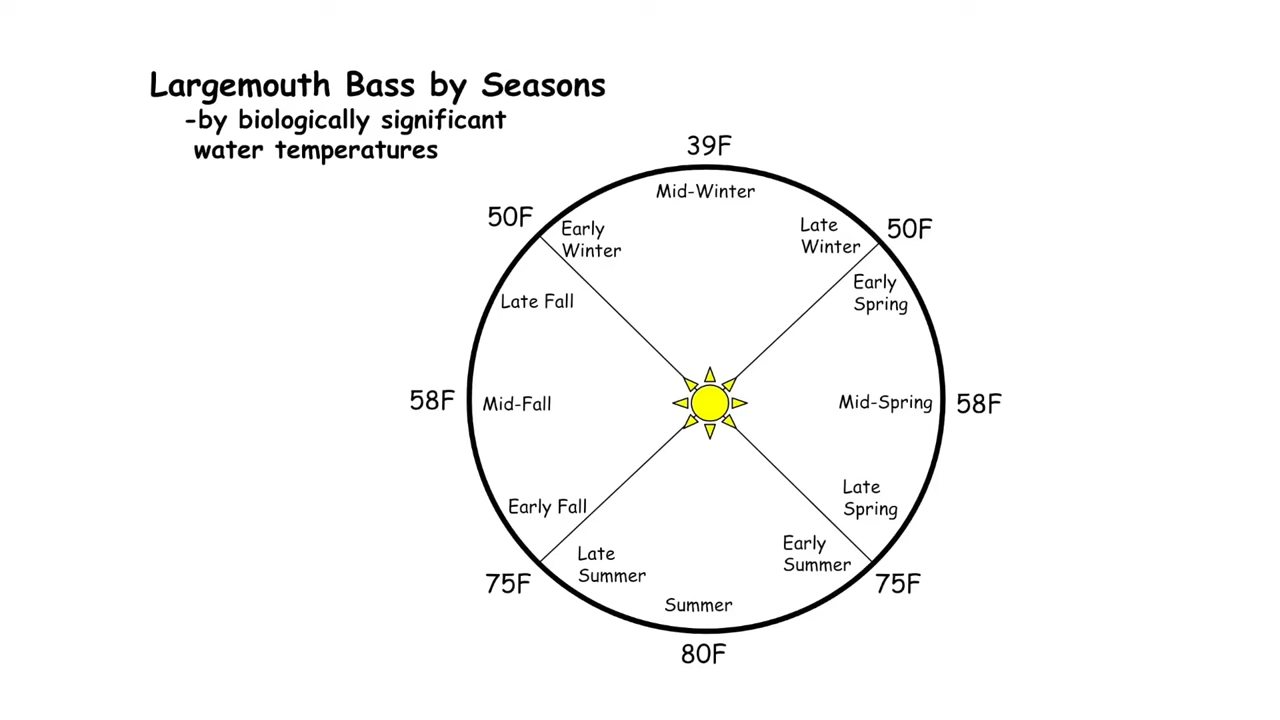 Largemouth Bass by Seasons
-by biologically significant
water temperatures
39F
Mid-Winter
50F
Early
Winter
Late
Winter
50F
Late Fall
Early
Spring
58F
Mid-Fall
Mid-Spring
58F
Early Fall
Late
Spring
75F
Late
Summer
Early
Summer
75F
Summer
80F